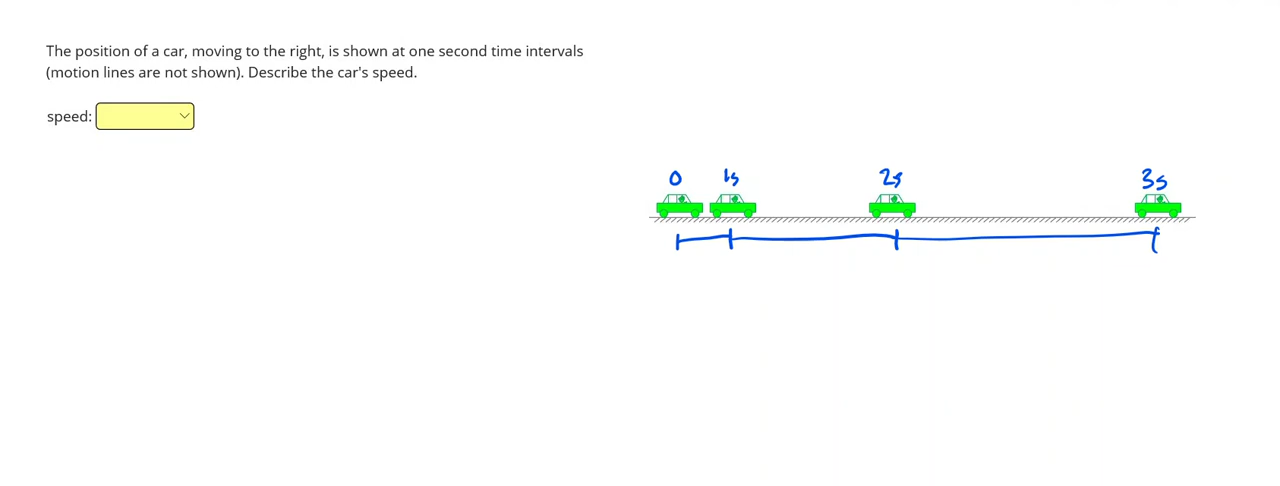 The position of a car, moving to the right, is shown at one second time intervals
(motion lines are not shown). Describe the car's speed.
speed:
0 1s 2s 3s